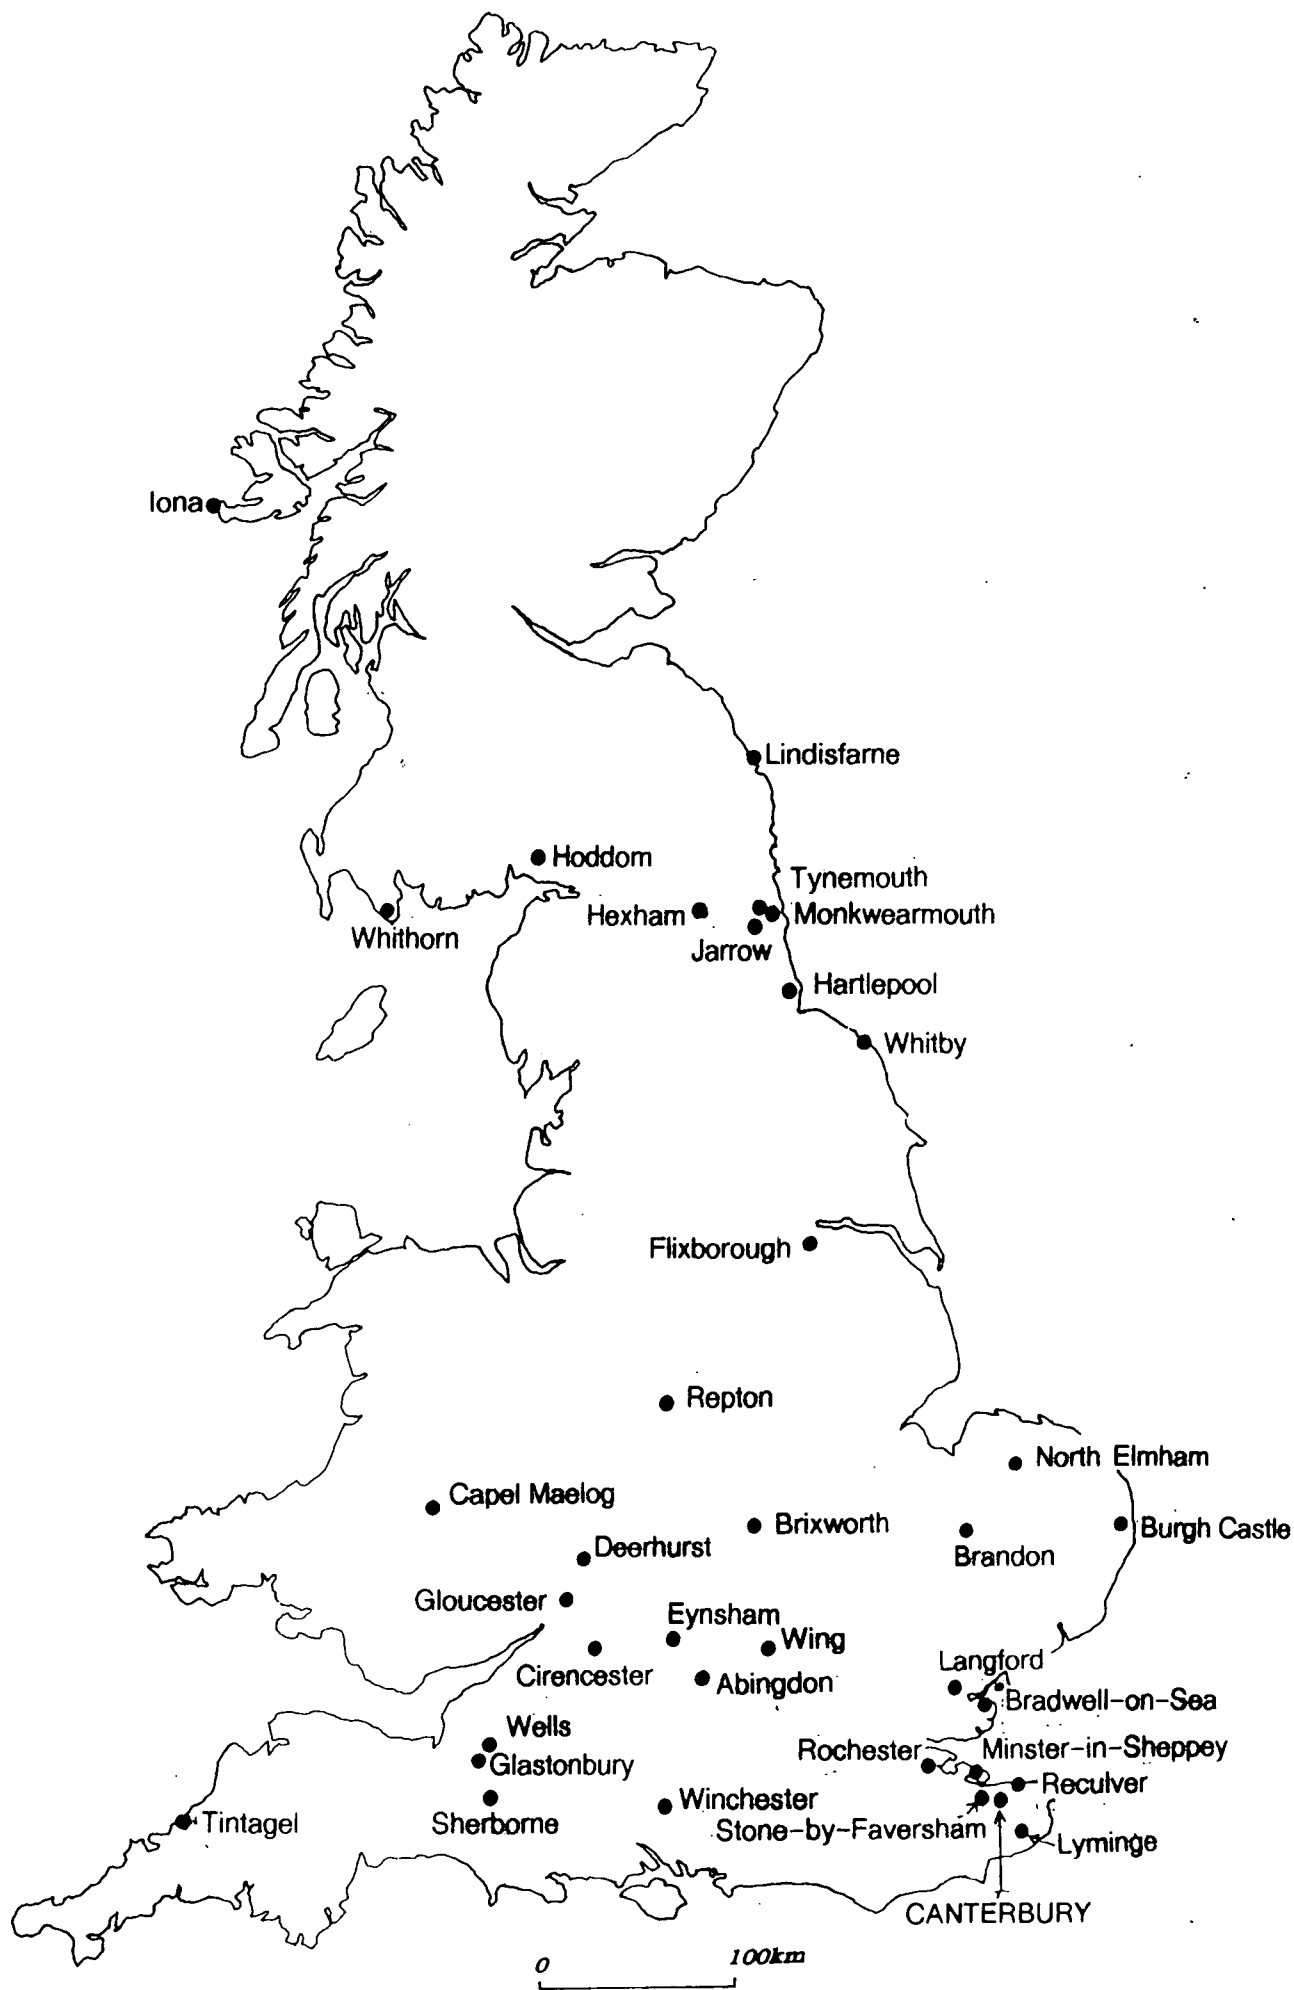 Iona
Lindisfarne
Hoddom
Tynemouth
Hexham
Monkwearmouth
Whithorn
Jarrow
Hartlepool
Whitby
Flixborough
Repton
North Elmham
Capel Maelog
Brixworth
Burgh Castle
Deerhurst
Brandon
Gloucester
Eynsham
Wing
Langford
Cirencester
Abingdon
Bradwell-on-Sea
Wells
Rochester
Minster-in-Sheppey
Glastonbury
Reculver
Winchester
Tintagel
Sherborne
Stone-by-Faversham
Lyminge
CANTERBURY
0 100km